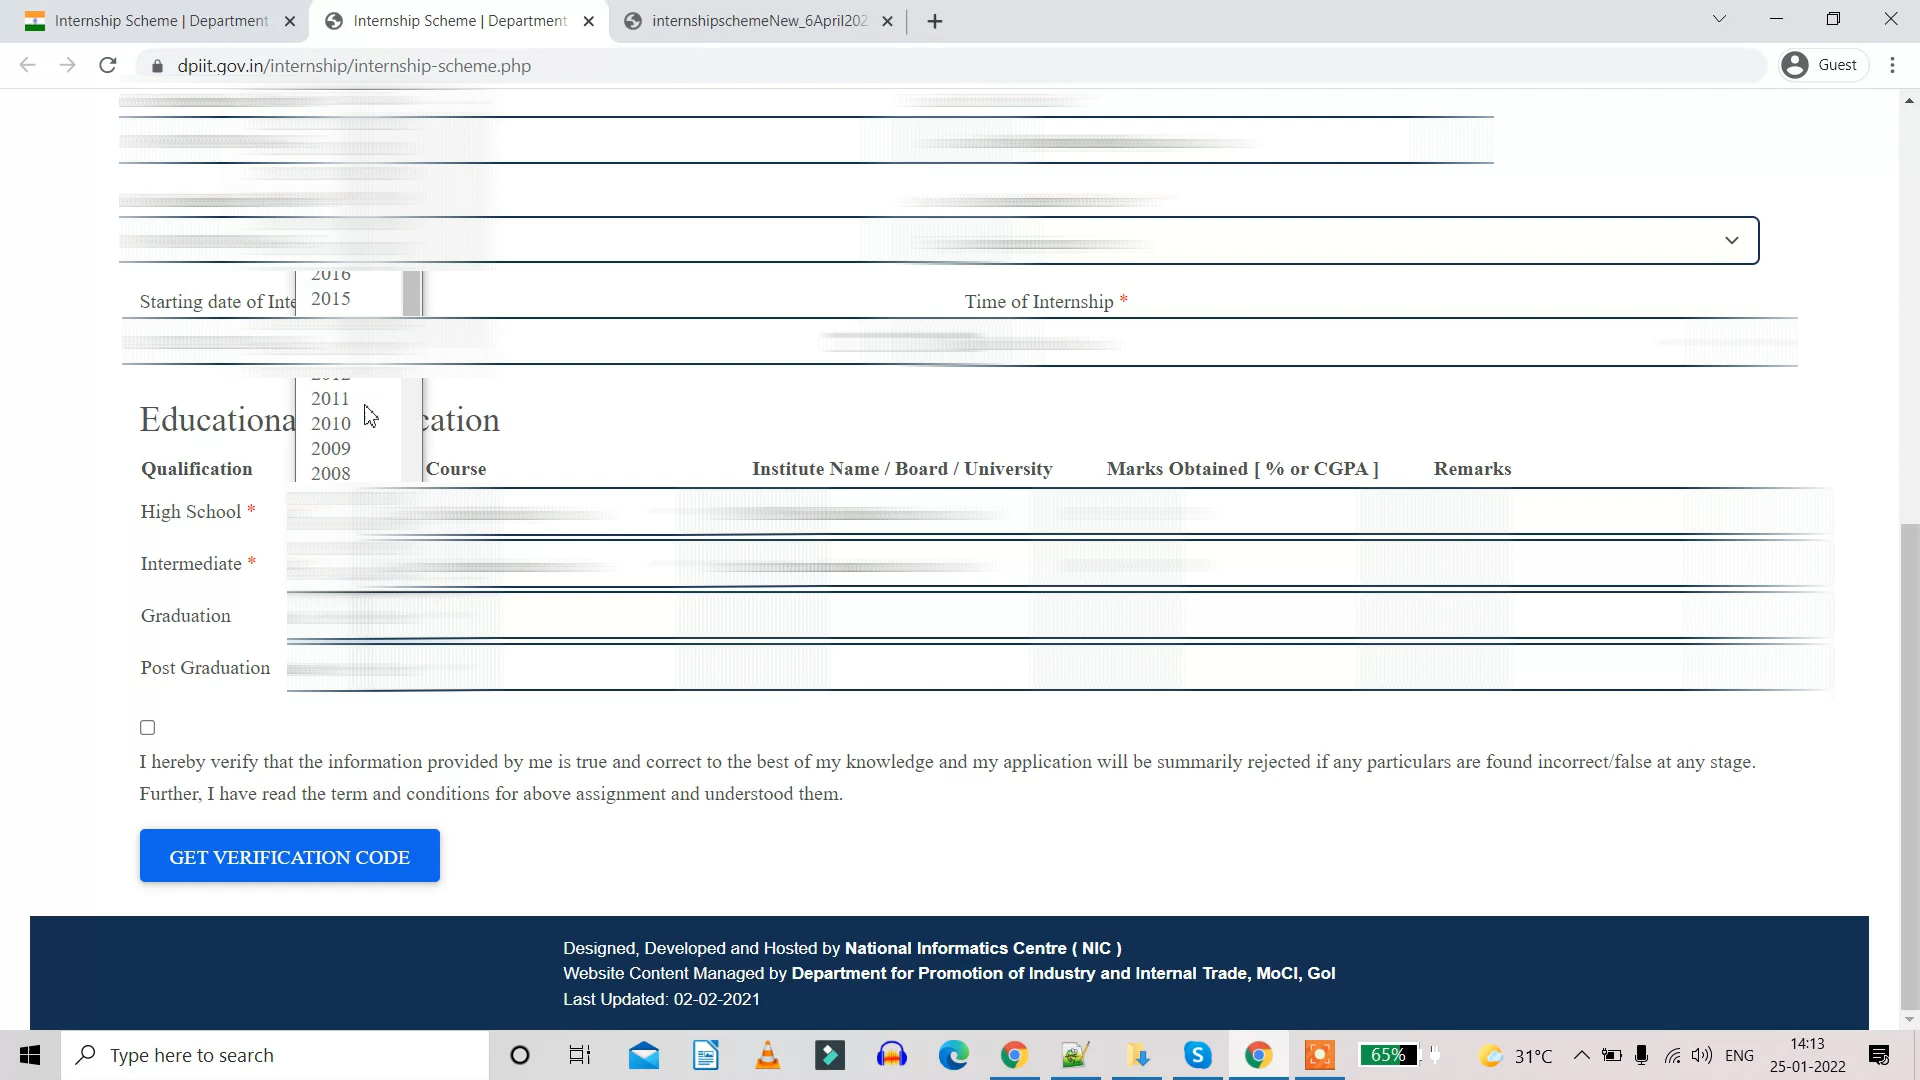 Internship Scheme | Department
Internship Scheme | Department
internshipschemeNew_6April202
dpiit.gov.in/internship/internship-scheme.php
Guest
2016
Starting date of Inte
2015
Time of Internship *
2012
2011
Educationa cation
2010
2009
Qualification Course Institute Name / Board / University Marks Obtained [ % or CGPA ] Remarks
2008
High School *
Intermediate *
Graduation
Post Graduation
I hereby verify that the information provided by me is true and correct to the best of my knowledge and my application will be summarily rejected if any particulars are found incorrect/false at any stage.
Further, I have read the term and conditions for above assignment and understood them.
GET VERIFICATION CODE
Designed, Developed and Hosted by National Informatics Centre ( NIC )
Website Content Managed by Department for Promotion of Industry and Internal Trade, MoCI, GoI
Last Updated: 02-02-2021
Type here to search
65%
31°C
ENG
14:13
25-01-2022